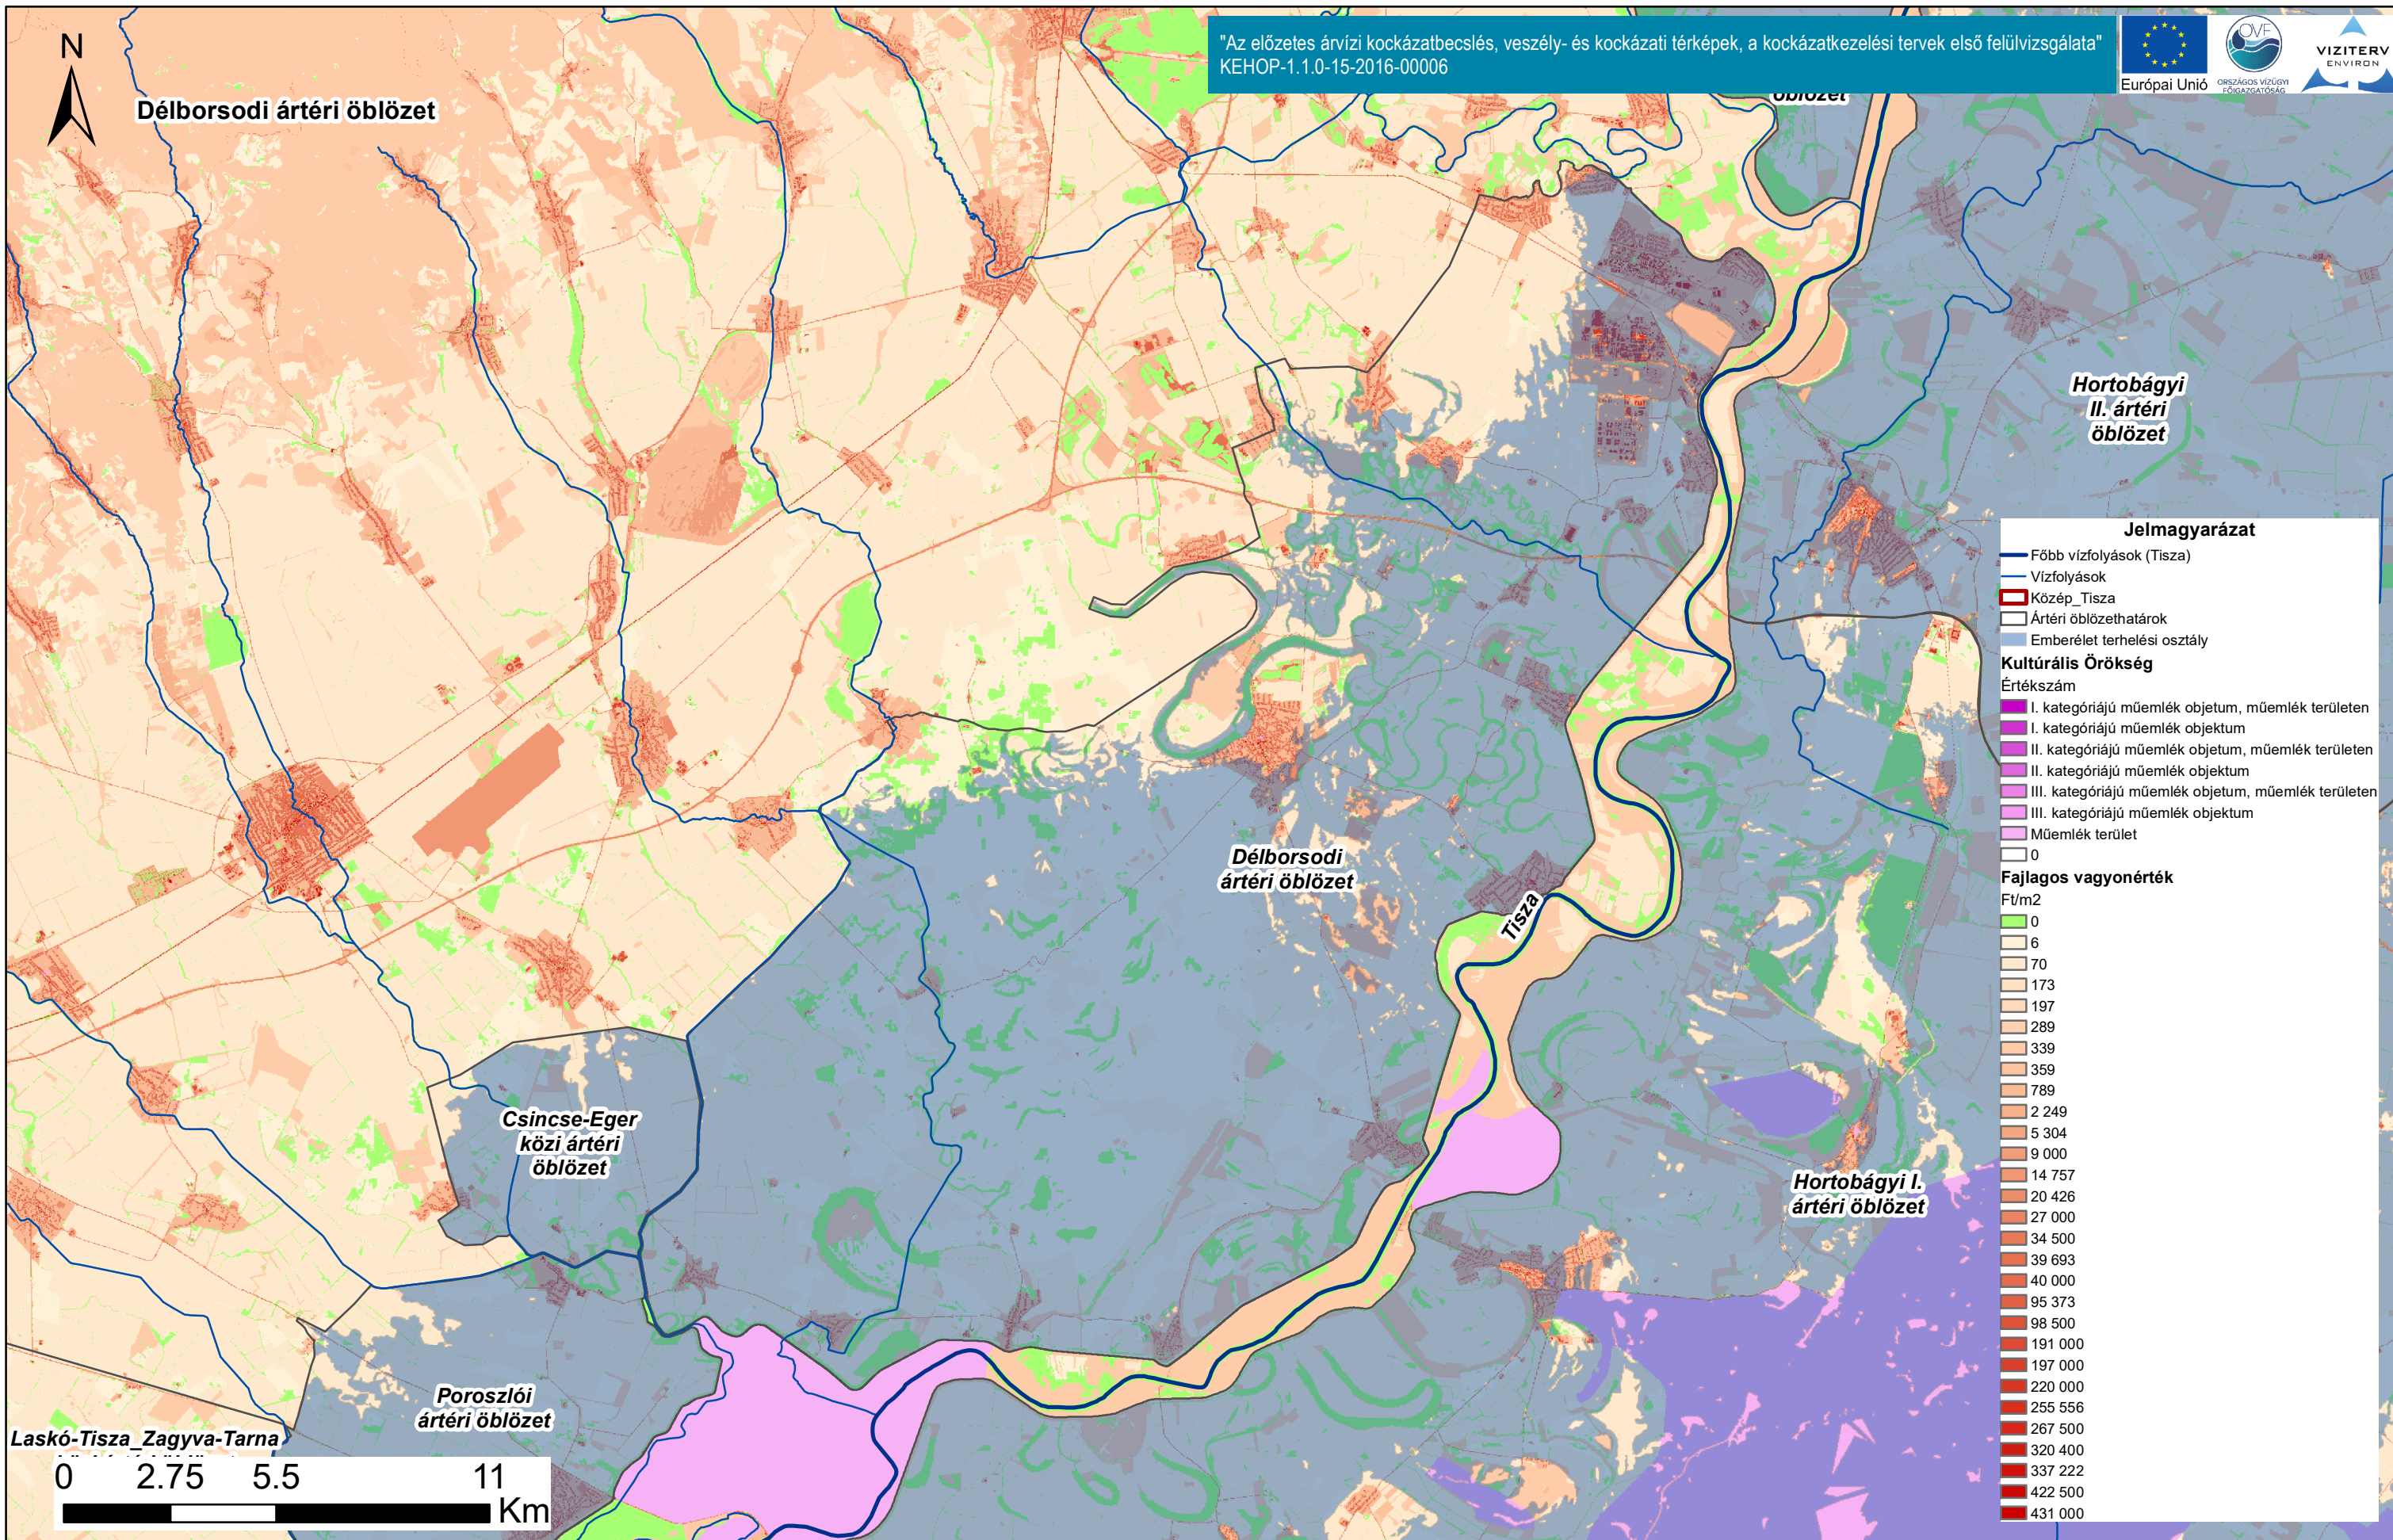 "Az előzetes árvízi kockázatbecslés, veszély- és kockázati térképek, a kockázatkezelési tervek első felülvizsgálata"
KEHOP-1.1.0-15-2016-00006
Európai Unió
OVF
ORSZÁGOS VÍZÜGYI
FŐIGAZGATÓSÁG
VIZITERV
ENVIRON
N
Délborsodi ártéri öblözet
öblözet
Hortobágyi
II. ártéri
öblözet
Délborsodi
ártéri öblözet
Tisza
Csincse-Eger
közi ártéri
öblözet
Hortobágyi I.
ártéri öblözet
Poroszlói
ártéri öblözet
Laskó-Tisza_Zagyva-Tarna
0 2.75 5.5 11
Km
Jelmagyarázat
Főbb vízfolyások (Tisza)
Vízfolyások
Közép_Tisza
Ártéri öblözethatárok
Emberélet terhelési osztály
Kultúrális Örökség
Értékszám
I. kategóriájú műemlék objetum, műemlék területen
I. kategóriájú műemlék objektum
II. kategóriájú műemlék objetum, műemlék területen
II. kategóriájú műemlék objektum
III. kategóriájú műemlék objetum, műemlék területen
III. kategóriájú műemlék objektum
Műemlék terület
0
Fajlagos vagyonérték
Ft/m2
0
6
70
173
197
289
339
359
789
2 249
5 304
9 000
14 757
20 426
27 000
34 500
39 693
40 000
95 373
98 500
191 000
197 000
220 000
255 556
267 500
320 400
337 222
422 500
431 000